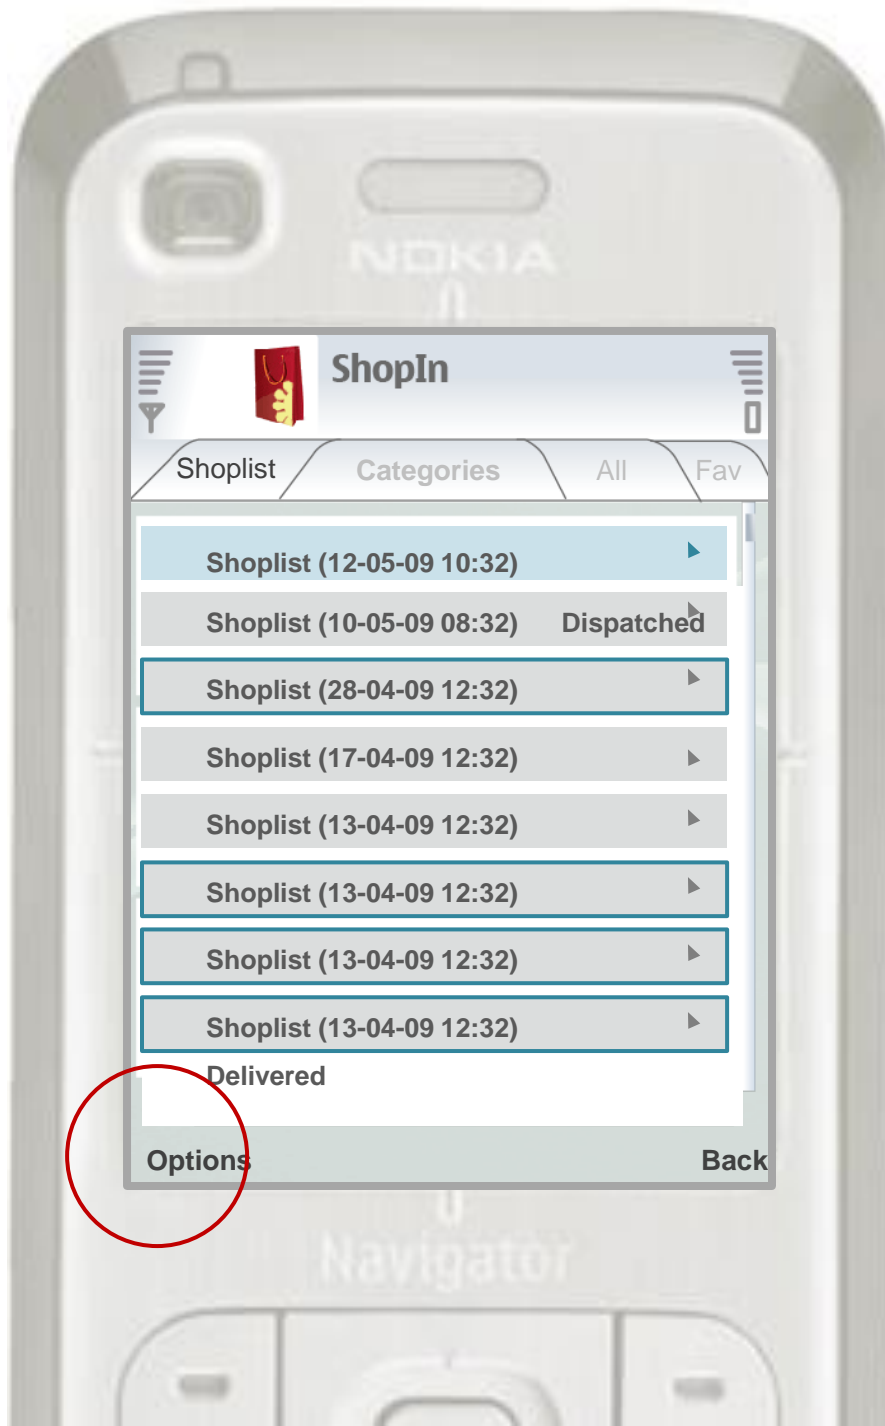 NOKIA
ShopIn
Shoplist Categories All Fav
Shoplist (12-05-09 10:32)
Shoplist (10-05-09 08:32) Dispatched
Shoplist (28-04-09 12:32)
Shoplist (17-04-09 12:32)
Shoplist (13-04-09 12:32)
Shoplist (13-04-09 12:32)
Shoplist (13-04-09 12:32)
Shoplist (13-04-09 12:32)
Delivered
Options Back
Navigator